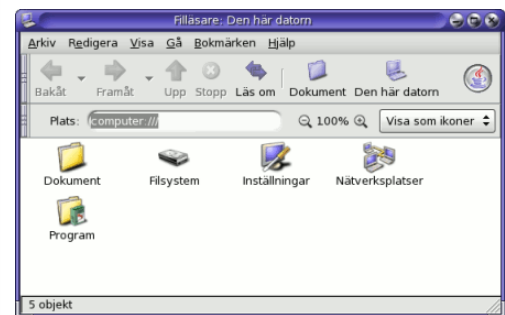 Filläsare: Den här datorn
Arkiv Redigera Visa Gå Bokmärken Hjälp
Bakåt Framåt Upp Stopp Läs om Dokument Den här datorn
Plats: computer:/// 100% Visa som ikoner
Dokument Filsystem Inställningar Nätverksplatser
Program
5 objekt